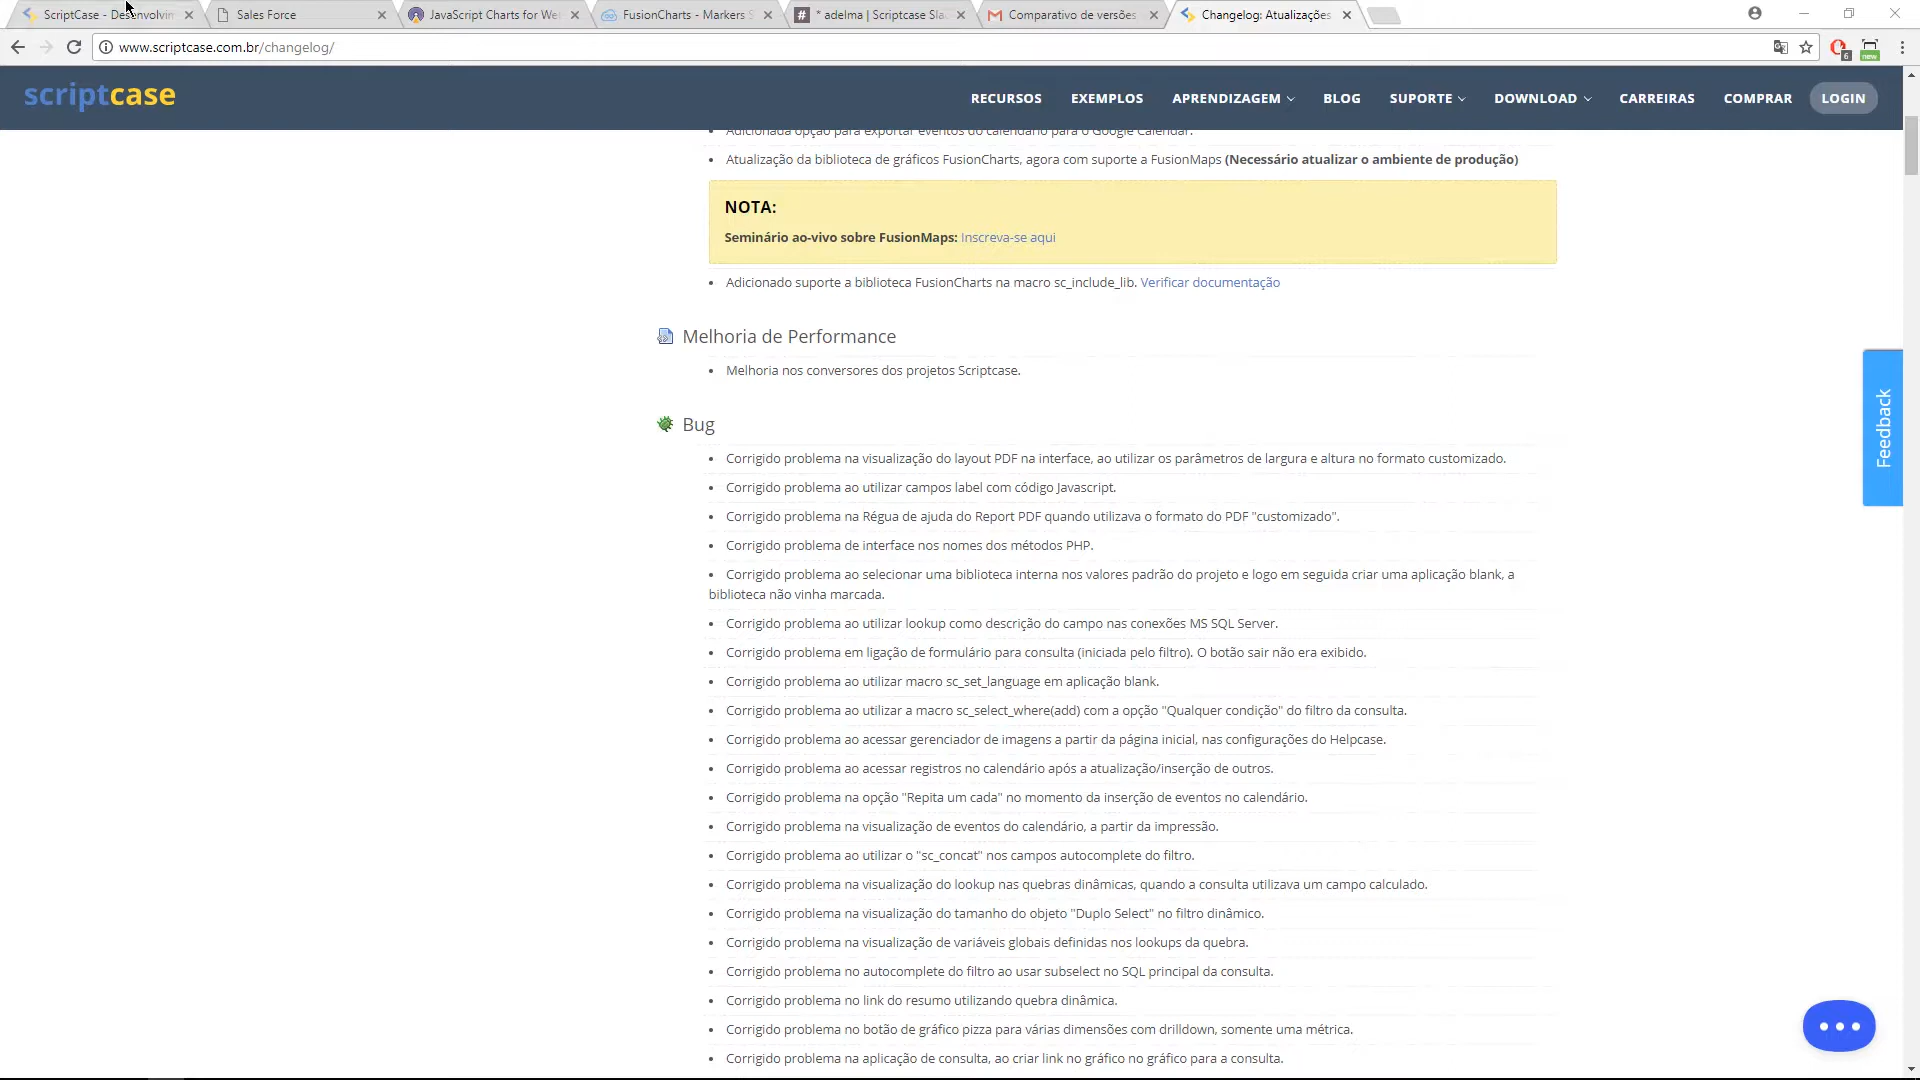 ScriptCase - Desenvolvim
Sales Force
JavaScript Charts for We
FusionCharts - Markers S
* adelma | Scriptcase Sla
Comparativo de versões
Changelog: Atualizações
www.scriptcase.com.br/changelog/
6
new
scriptcase
RECURSOS
EXEMPLOS
APRENDIZAGEM
BLOG
SUPORTE
DOWNLOAD
CARREIRAS
COMPRAR
LOGIN
Adicionada opção para exportar eventos do calendário para o Google Calendar.
Atualização da biblioteca de gráficos FusionCharts, agora com suporte a FusionMaps (Necessário atualizar o ambiente de produção)
NOTA:
Seminário ao-vivo sobre FusionMaps: Inscreva-se aqui
Adicionado suporte a biblioteca FusionCharts na macro sc_include_lib. Verificar documentação
Melhoria de Performance
Melhoria nos conversores dos projetos Scriptcase.
Bug
Corrigido problema na visualização do layout PDF na interface, ao utilizar os parâmetros de largura e altura no formato customizado.
Corrigido problema ao utilizar campos label com código Javascript.
Corrigido problema na Régua de ajuda do Report PDF quando utilizava o formato do PDF "customizado".
Corrigido problema de interface nos nomes dos métodos PHP.
Corrigido problema ao selecionar uma biblioteca interna nos valores padrão do projeto e logo em seguida criar uma aplicação blank, a
biblioteca não vinha marcada.
Corrigido problema ao utilizar lookup como descrição do campo nas conexões MS SQL Server.
Corrigido problema em ligação de formulário para consulta (iniciada pelo filtro). O botão sair não era exibido.
Corrigido problema ao utilizar macro sc_set_language em aplicação blank.
Corrigido problema ao utilizar a macro sc_select_where(add) com a opção "Qualquer condição" do filtro da consulta.
Corrigido problema ao acessar gerenciador de imagens a partir da página inicial, nas configurações do Helpcase.
Corrigido problema ao acessar registros no calendário após a atualização/inserção de outros.
Corrigido problema na opção "Repita um cada" no momento da inserção de eventos no calendário.
Corrigido problema na visualização de eventos do calendário, a partir da impressão.
Corrigido problema ao utilizar o "sc_concat" nos campos autocomplete do filtro.
Corrigido problema na visualização do lookup nas quebras dinâmicas, quando a consulta utilizava um campo calculado.
Corrigido problema na visualização do tamanho do objeto "Duplo Select" no filtro dinâmico.
Corrigido problema na visualização de variáveis globais definidas nos lookups da quebra.
Corrigido problema no autocomplete do filtro ao usar subselect no SQL principal da consulta.
Corrigido problema no link do resumo utilizando quebra dinâmica.
Corrigido problema no botão de gráfico pizza para várias dimensões com drilldown, somente uma métrica.
Corrigido problema na aplicação de consulta, ao criar link no gráfico no gráfico para a consulta.
Feedback